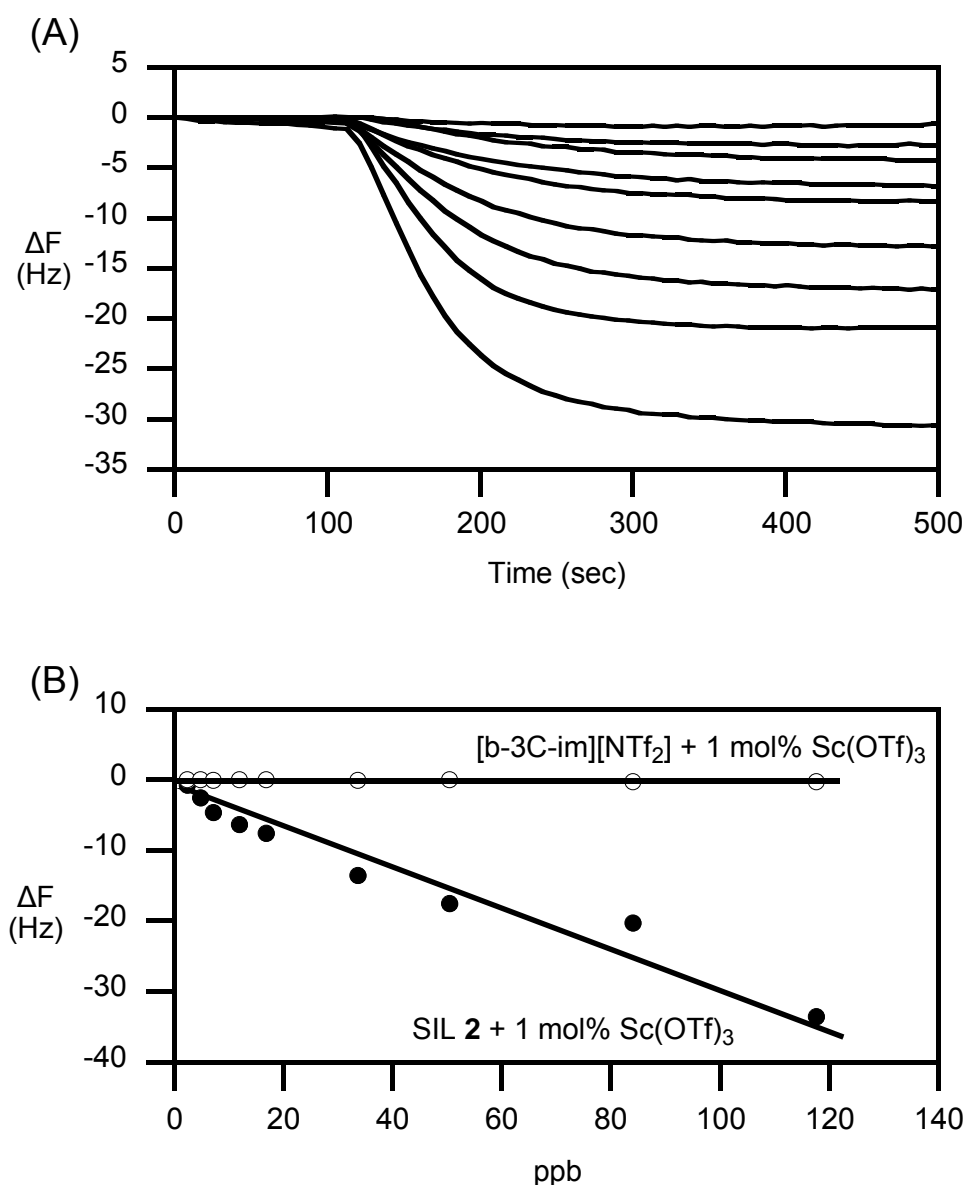 (A)
5
0
-5
-10
-15
-20
-25
-30
-35
ΔF
(Hz)
0 100 200 300 400 500
Time (sec)
(B)
10
0
-10
-20
-30
-40
ΔF
(Hz)
[b-3C-im][NTf2] + 1 mol% Sc(OTf)3
SIL 2 + 1 mol% Sc(OTf)3
0 20 40 60 80 100 120 140
ppb